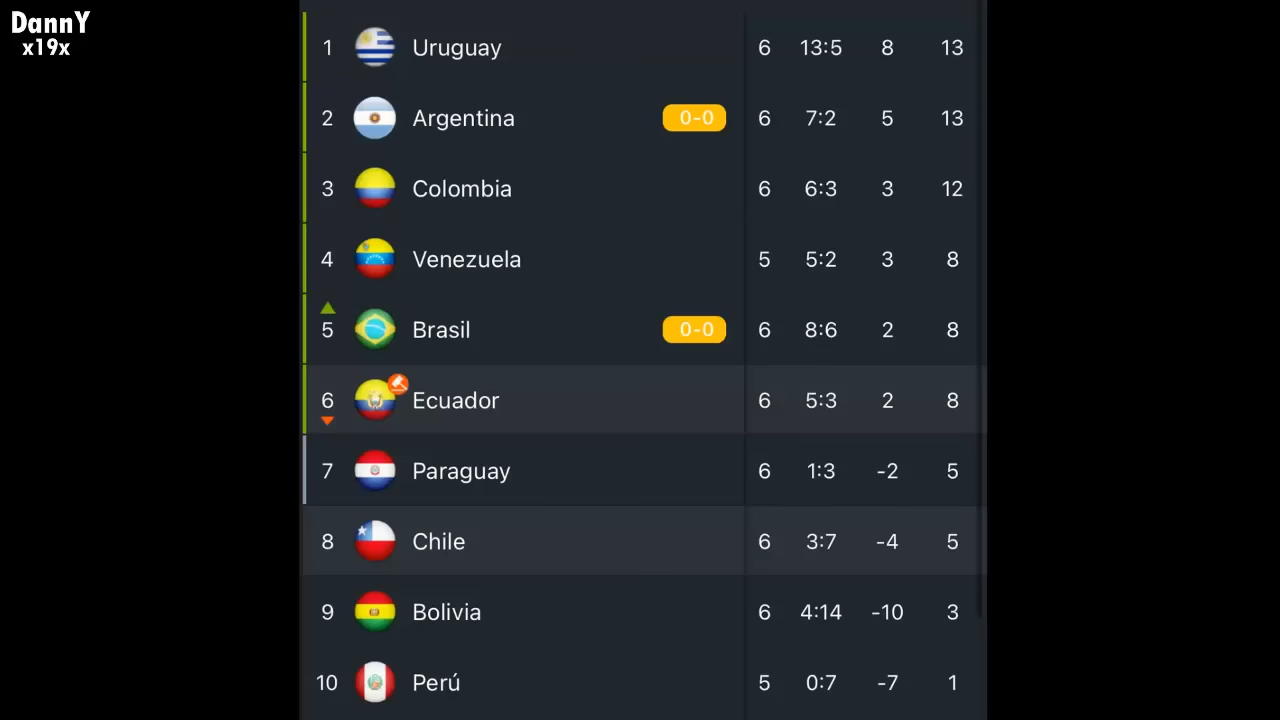 DannY
x19x
1 Uruguay 6 13:5 8 13
2 Argentina 0-0 6 7:2 5 13
3 Colombia 6 6:3 3 12
4 Venezuela 5 5:2 3 8
5 Brasil 0-0 6 8:6 2 8
6 Ecuador 6 5:3 2 8
7 Paraguay 6 1:3 -2 5
8 Chile 6 3:7 -4 5
9 Bolivia 6 4:14 -10 3
10 Perú 5 0:7 -7 1